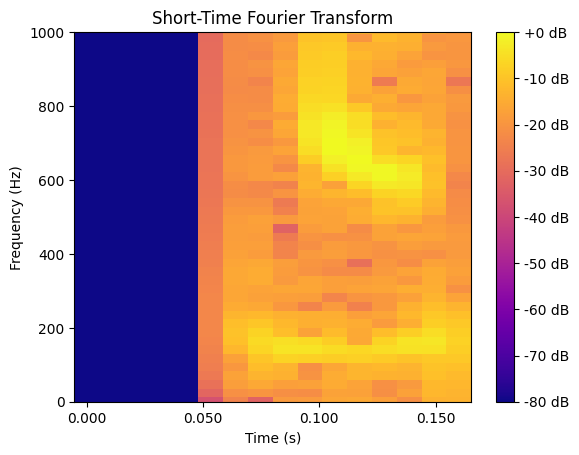 Short-Time Fourier Transform
1000
800
600
400
200
0
Frequency (Hz)
0.000
0.050
0.100
0.150
Time (s)
+0 dB
-10 dB
-20 dB
-30 dB
-40 dB
-50 dB
-60 dB
-70 dB
-80 dB